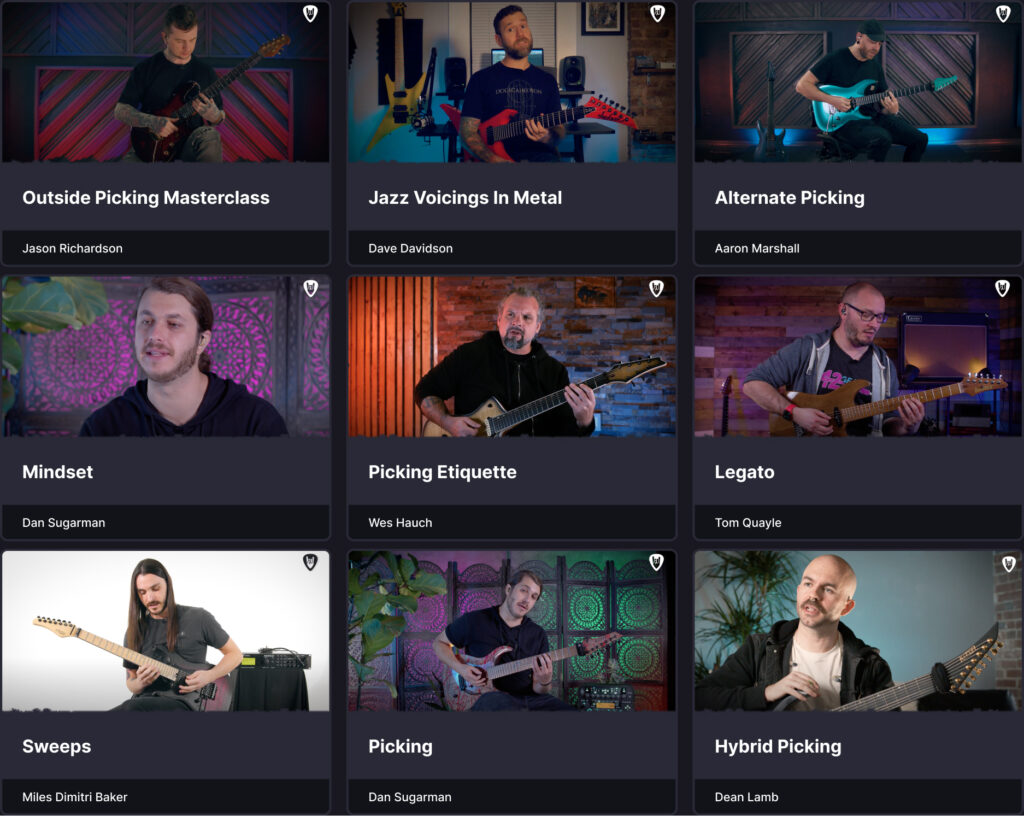 Outside Picking Masterclass
Jason Richardson
Jazz Voicings In Metal
Dave Davidson
Alternate Picking
Aaron Marshall
Mindset
Dan Sugarman
Picking Etiquette
Wes Hauch
Legato
Tom Quayle
Sweeps
Miles Dimitri Baker
Picking
Dan Sugarman
Hybrid Picking
Dean Lamb